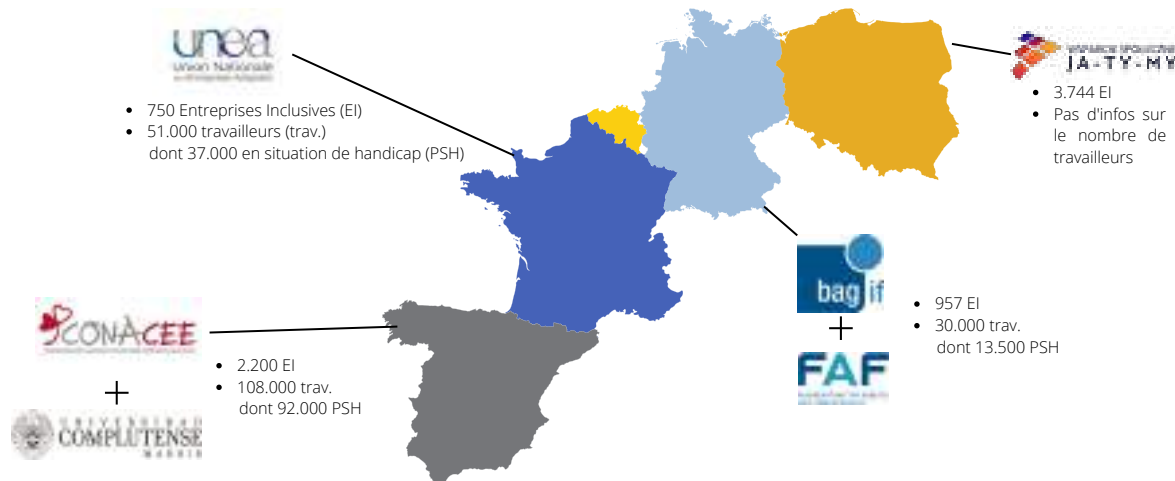 unea
Union Nationale
• 750 Entreprises Inclusives (EI)
• 51.000 travailleurs (trav.)
dont 37.000 en situation de handicap (PSH)
JA-TY-MY
• 3.744 EI
• Pas d'infos sur
le nombre de
travailleurs
bag if
+
FAF
• 957 EI
• 30.000 trav.
dont 13.500 PSH
CONACEE
+
UNIVERSIDAD
COMPLUTENSE
MADRID
• 2.200 EI
• 108.000 trav.
dont 92.000 PSH